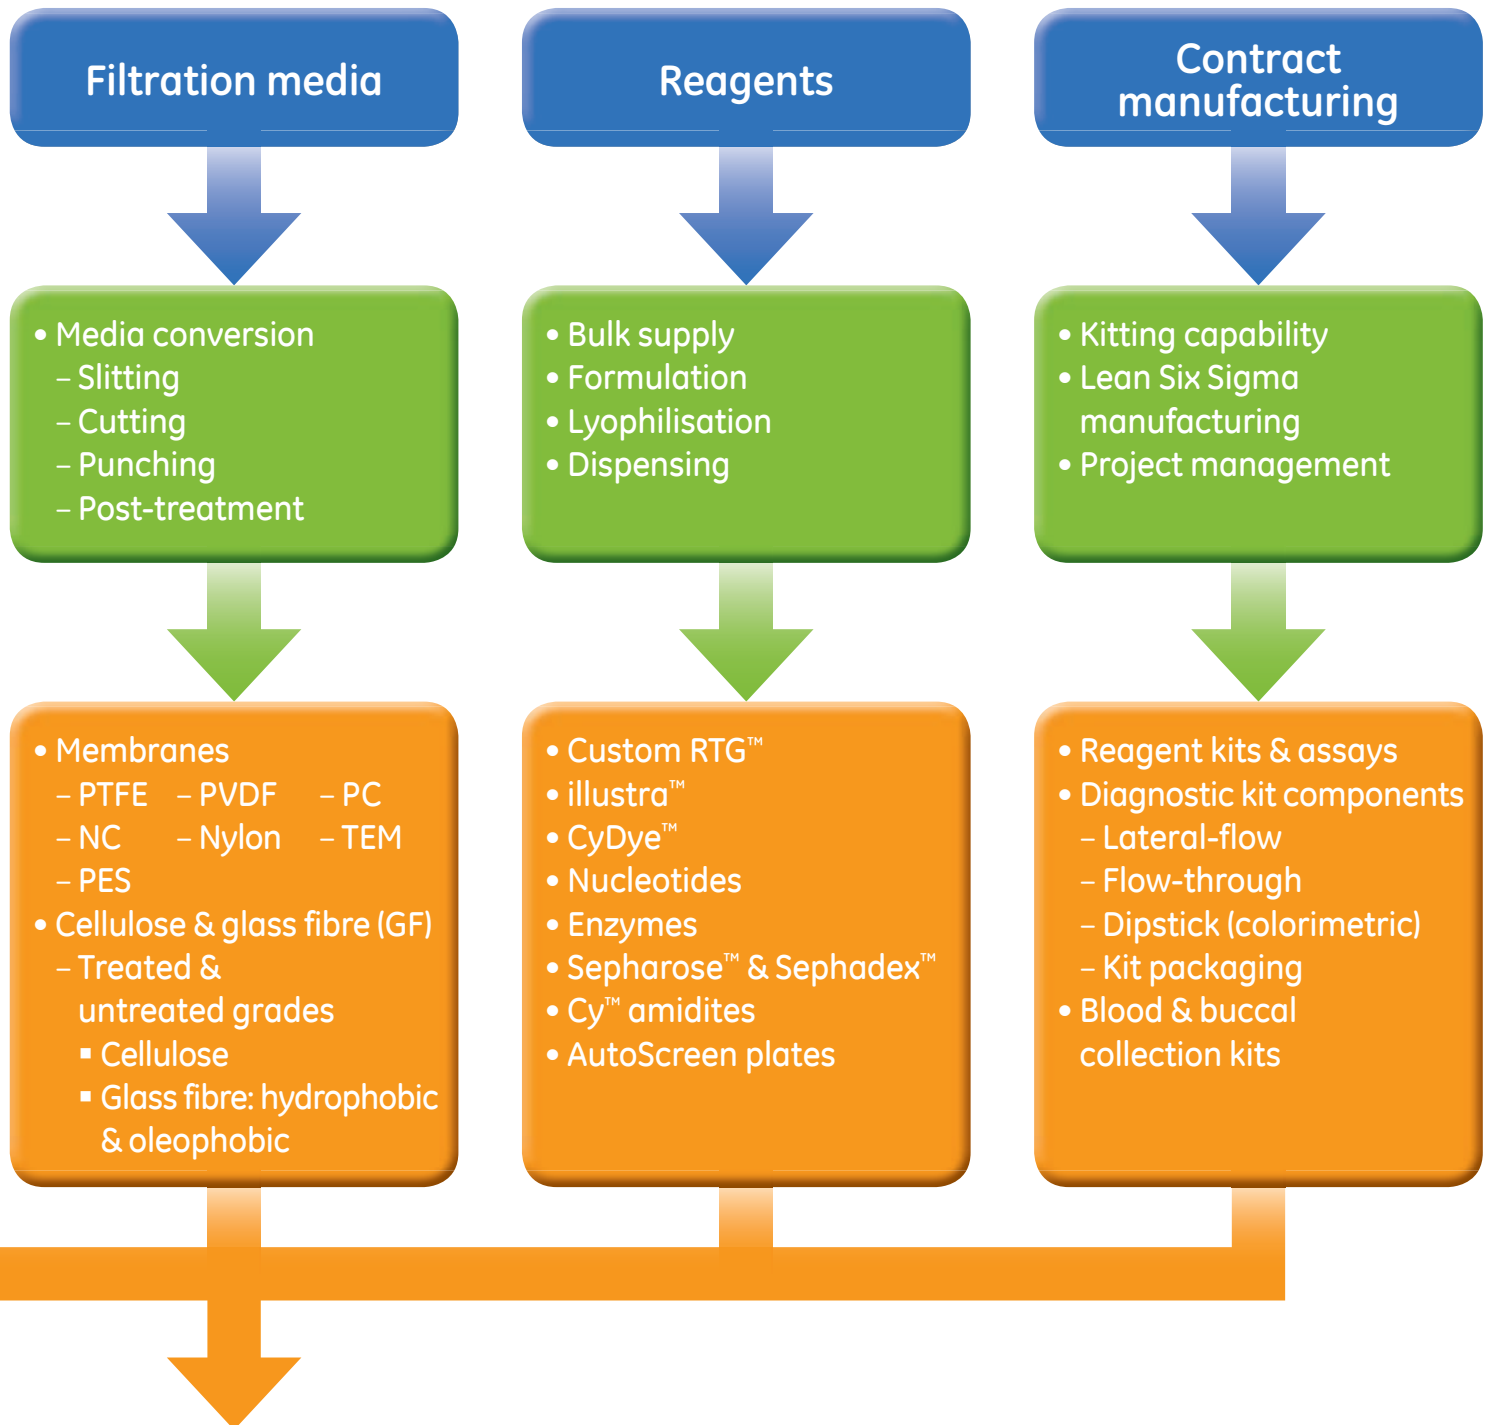 Filtration media
Reagents
Contract
manufacturing
• Media conversion
– Slitting
– Cutting
– Punching
– Post-treatment
• Bulk supply
• Formulation
• Lyophilisation
• Dispensing
• Kitting capability
• Lean Six Sigma
manufacturing
• Project management
• Membranes
– PTFE – PVDF – PC
– NC – Nylon – TEM
– PES
• Cellulose & glass fibre (GF)
– Treated &
untreated grades
▪ Cellulose
▪ Glass fibre: hydrophobic
& oleophobic
• Custom RTG™
• illustra™
• CyDye™
• Nucleotides
• Enzymes
• Sepharose™ & Sephadex™
• Cy™ amidites
• AutoScreen plates
• Reagent kits & assays
• Diagnostic kit components
– Lateral-flow
– Flow-through
– Dipstick (colorimetric)
– Kit packaging
• Blood & buccal
collection kits